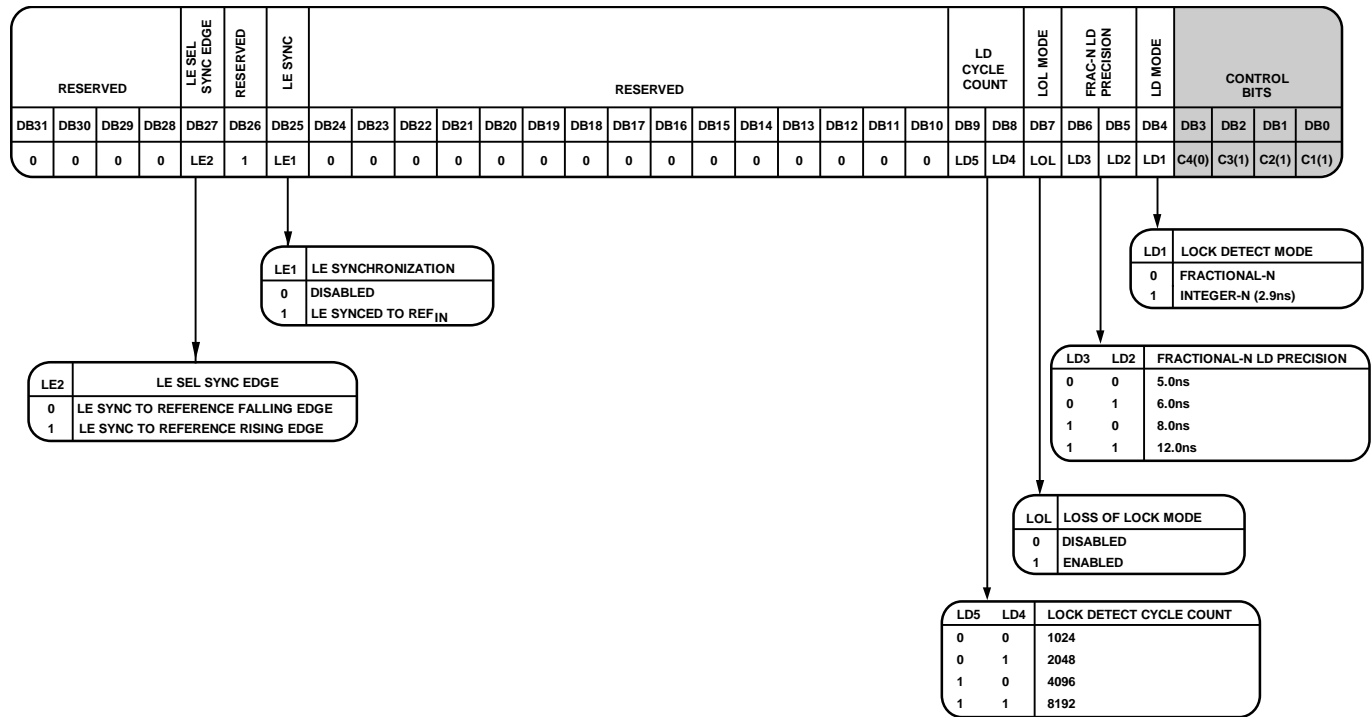 RESERVED
LE SEL
SYNC EDGE
RESERVED
LE SYNC
RESERVED
LD
CYCLE
COUNT
LOL MODE
FRAC-N LD
PRECISION
LD MODE
CONTROL
BITS
DB31 DB30 DB29 DB28 DB27 DB26 DB25 DB24 DB23 DB22 DB21 DB20 DB19 DB18 DB17 DB16 DB15 DB14 DB13 DB12 DB11 DB10 DB9 DB8 DB7 DB6 DB5 DB4 DB3 DB2 DB1 DB0
0 0 0 0 LE2 1 LE1 0 0 0 0 0 0 0 0 0 0 0 0 0 0 0 LD5 LD4 LOL LD3 LD2 LD1 C4(0) C3(1) C2(1) C1(1)
LE1 LE SYNCHRONIZATION
0 DISABLED
1 LE SYNCED TO REFIN
LD1 LOCK DETECT MODE
0 FRACTIONAL-N
1 INTEGER-N (2.9ns)
LE2 LE SEL SYNC EDGE
0 LE SYNC TO REFERENCE FALLING EDGE
1 LE SYNC TO REFERENCE RISING EDGE
LD3 LD2 FRACTIONAL-N LD PRECISION
0 0 5.0ns
0 1 6.0ns
1 0 8.0ns
1 1 12.0ns
LOL LOSS OF LOCK MODE
0 DISABLED
1 ENABLED
LD5 LD4 LOCK DETECT CYCLE COUNT
0 0 1024
0 1 2048
1 0 4096
1 1 8192